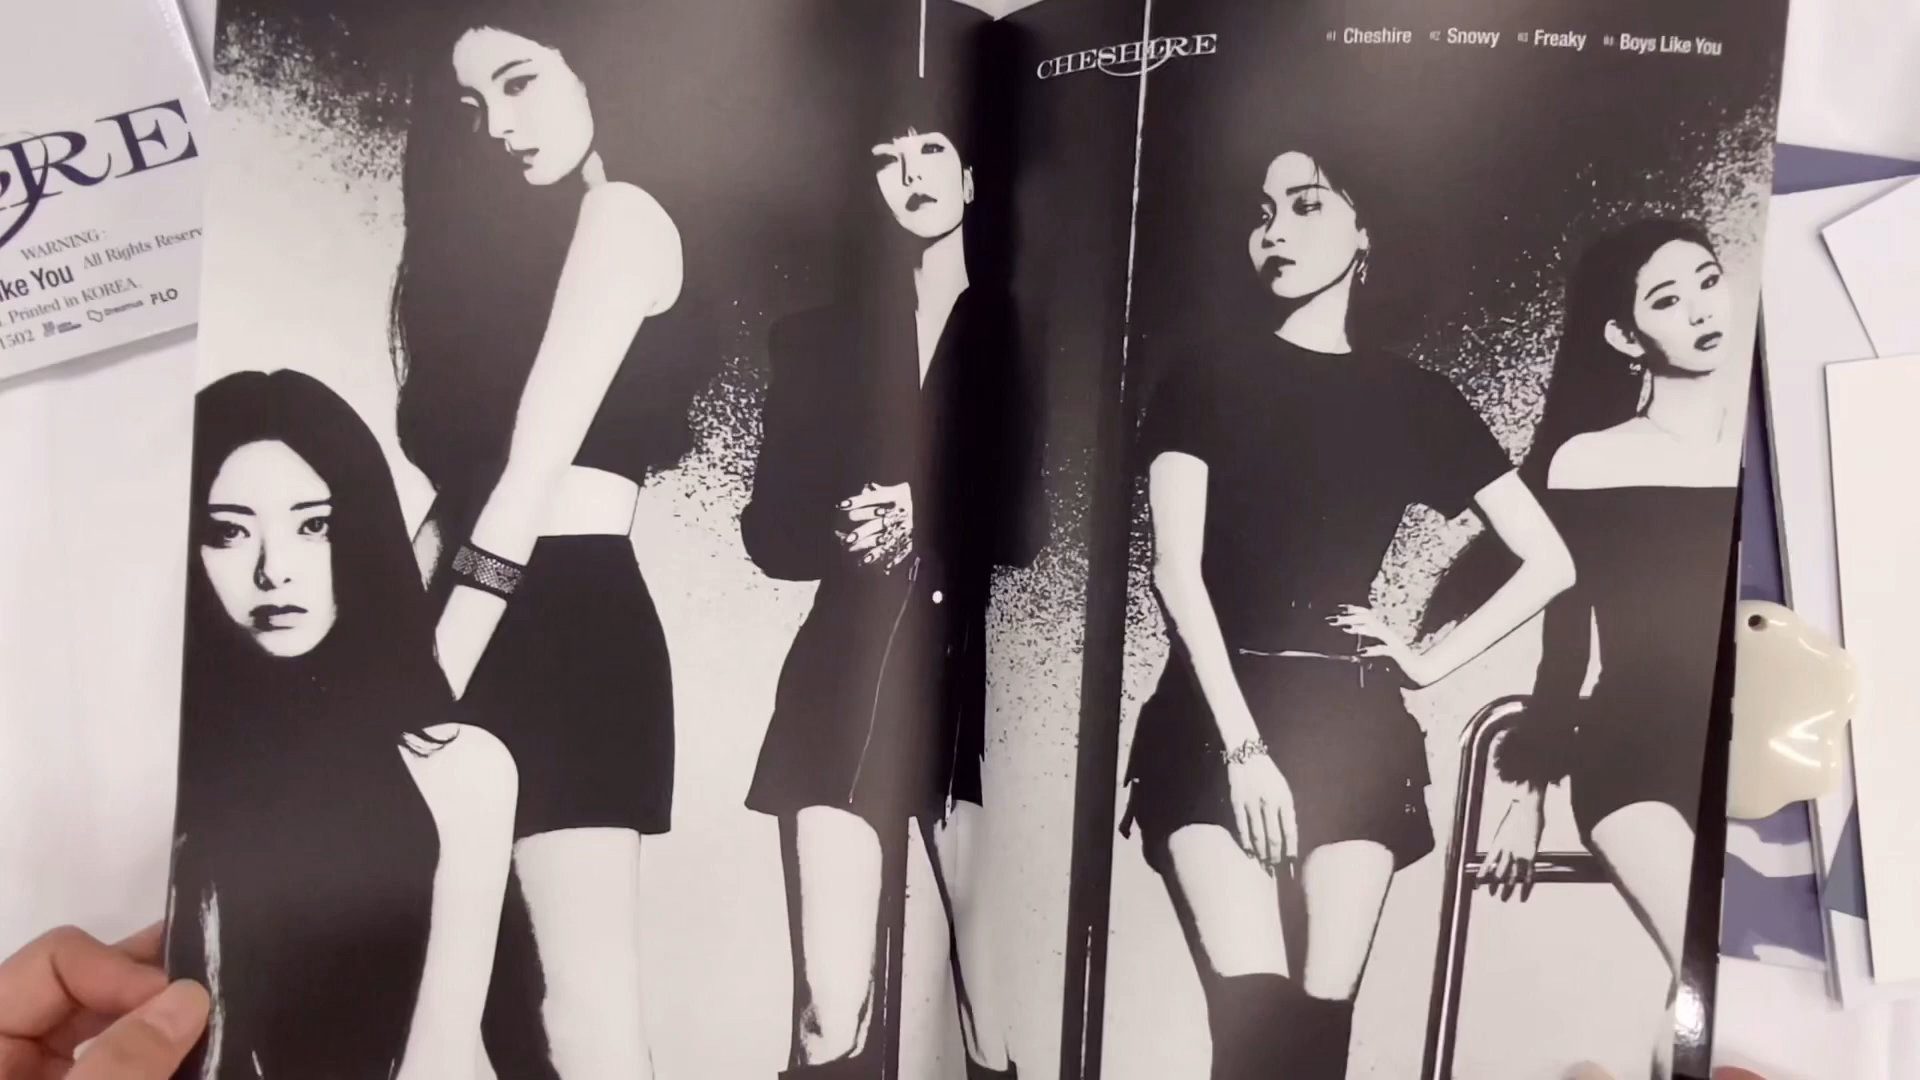 RE
WARNING :
ke You All Rights Reserv
. Printed in KOREA.
1502 Dreamus FLO
CHESHIRE
01 Cheshire 02 Snowy 03 Freaky 04 Boys Like You